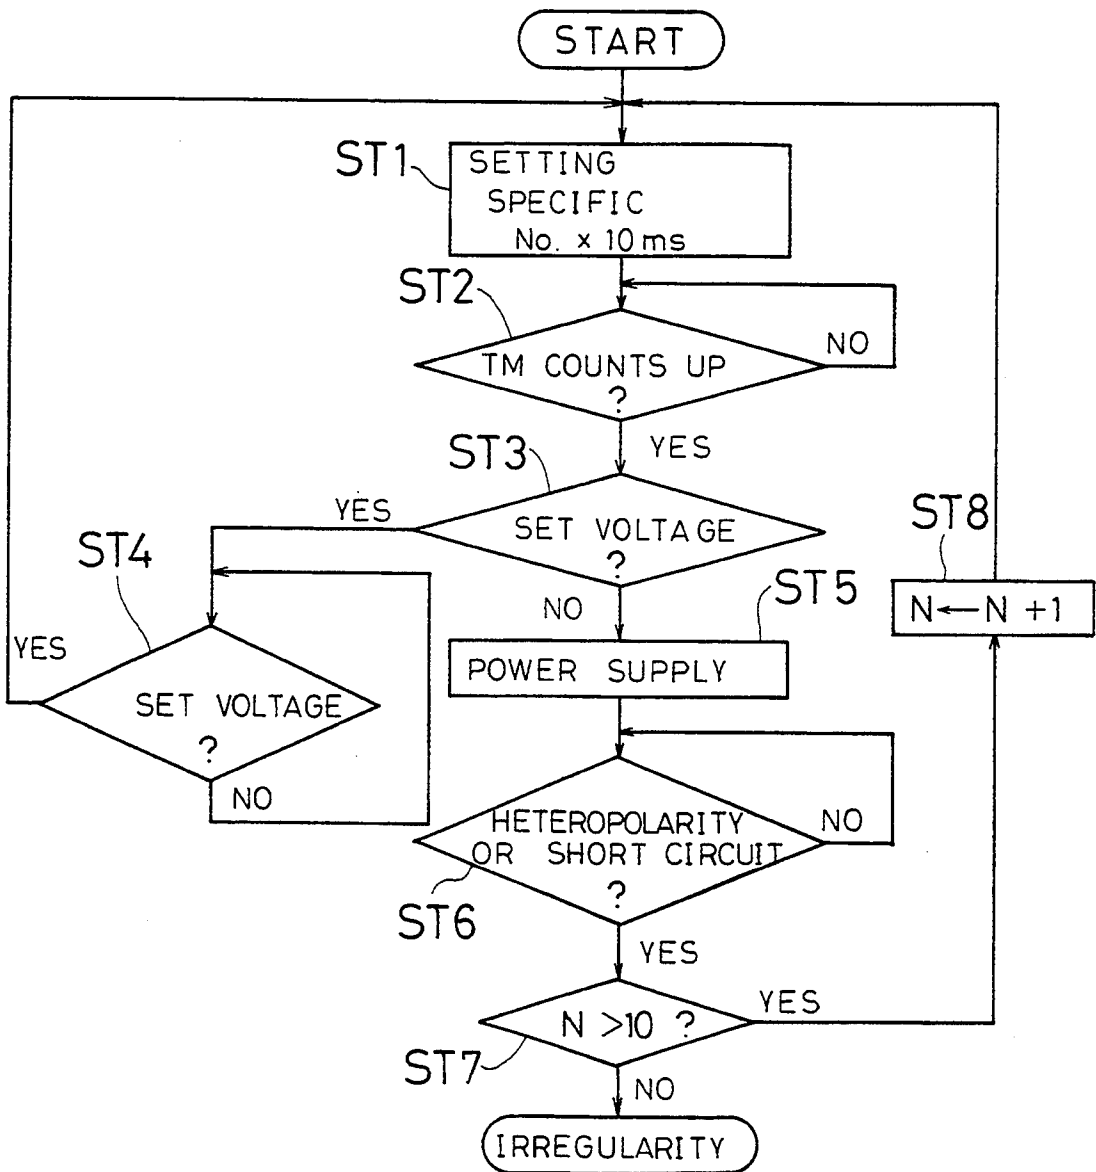 START
ST1
SETTING
SPECIFIC
No. × 10 ms
ST2
TM COUNTS UP
?
NO
YES
ST3
YES
SET VOLTAGE
?
NO
ST4
YES
SET VOLTAGE
?
NO
ST5
POWER SUPPLY
ST8
N ← N + 1
HETEROPOLARITY
OR SHORT CIRCUIT
?
NO
ST6
YES
N > 10 ?
YES
ST7
NO
IRREGULARITY